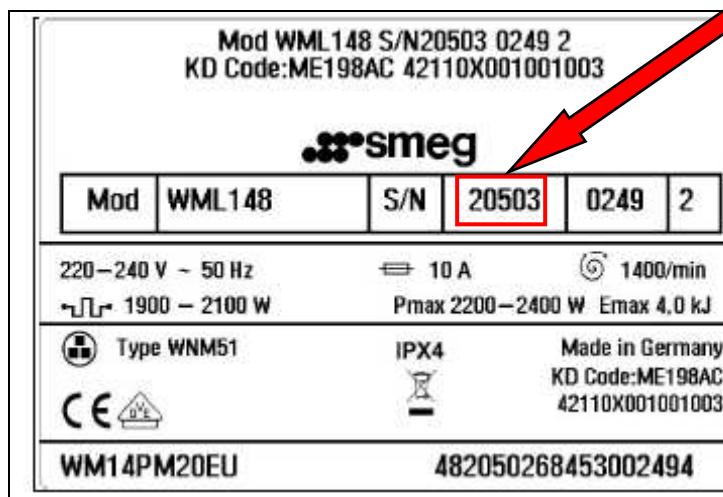 Mod WML148 S/N20503 0249 2
KD Code:ME198AC 42110X001001003
smeg
Mod WML148 S/N 20503 0249 2
220–240 V ~ 50 Hz 10 A 1400/min
1900 – 2100 W Pmax 2200–2400 W Emax 4,0 kJ
Type WNM51 IPX4 Made in Germany
KD Code:ME198AC
42110X001001003
CE DVE
WM14PM20EU 482050268453002494